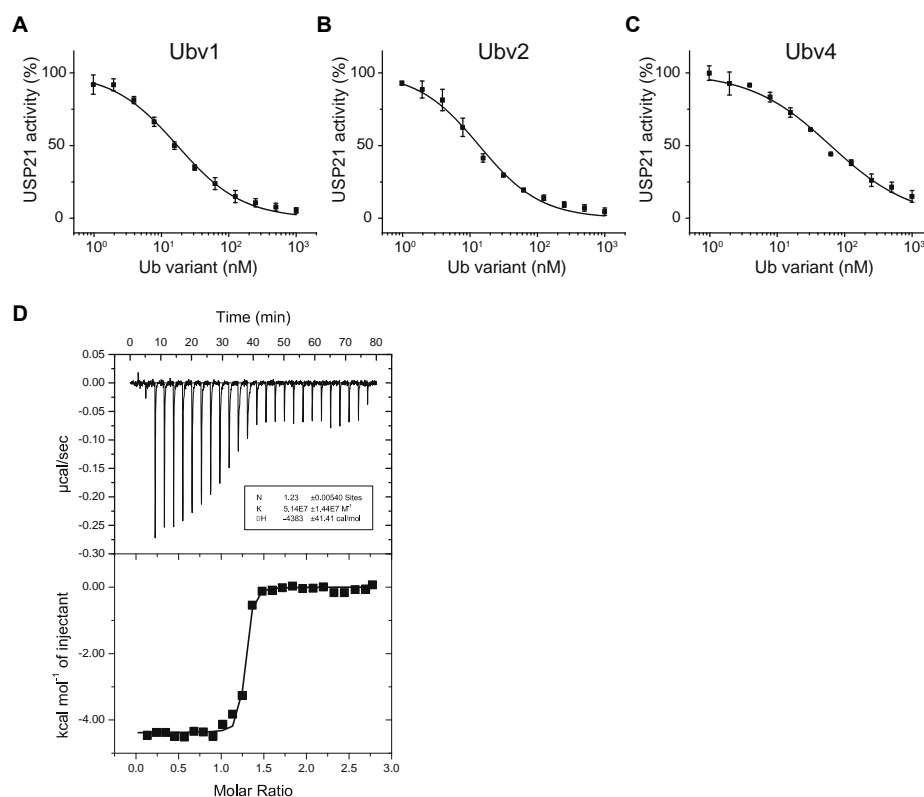 A
Ubv1
USP21 activity (%)
100
50
0
10⁰ 10¹ 10² 10³
Ub variant (nM)
B
Ubv2
USP21 activity (%)
100
50
0
10⁰ 10¹ 10² 10³
Ub variant (nM)
C
Ubv4
USP21 activity (%)
100
50
0
10⁰ 10¹ 10² 10³
Ub variant (nM)
D
Time (min)
0 10 20 30 40 50 60 70 80
0.05
0.00
-0.05
-0.10
-0.15
-0.20
-0.25
-0.30
µcal/sec
N 1.23 ±0.00540 Sites
K 5.14E7 ±1.44E7 M⁻¹
DH -4383 ±41.41 cal/mol
0.00
-2.00
-4.00
kcal mol⁻¹ of injectant
0.0 0.5 1.0 1.5 2.0 2.5 3.0
Molar Ratio